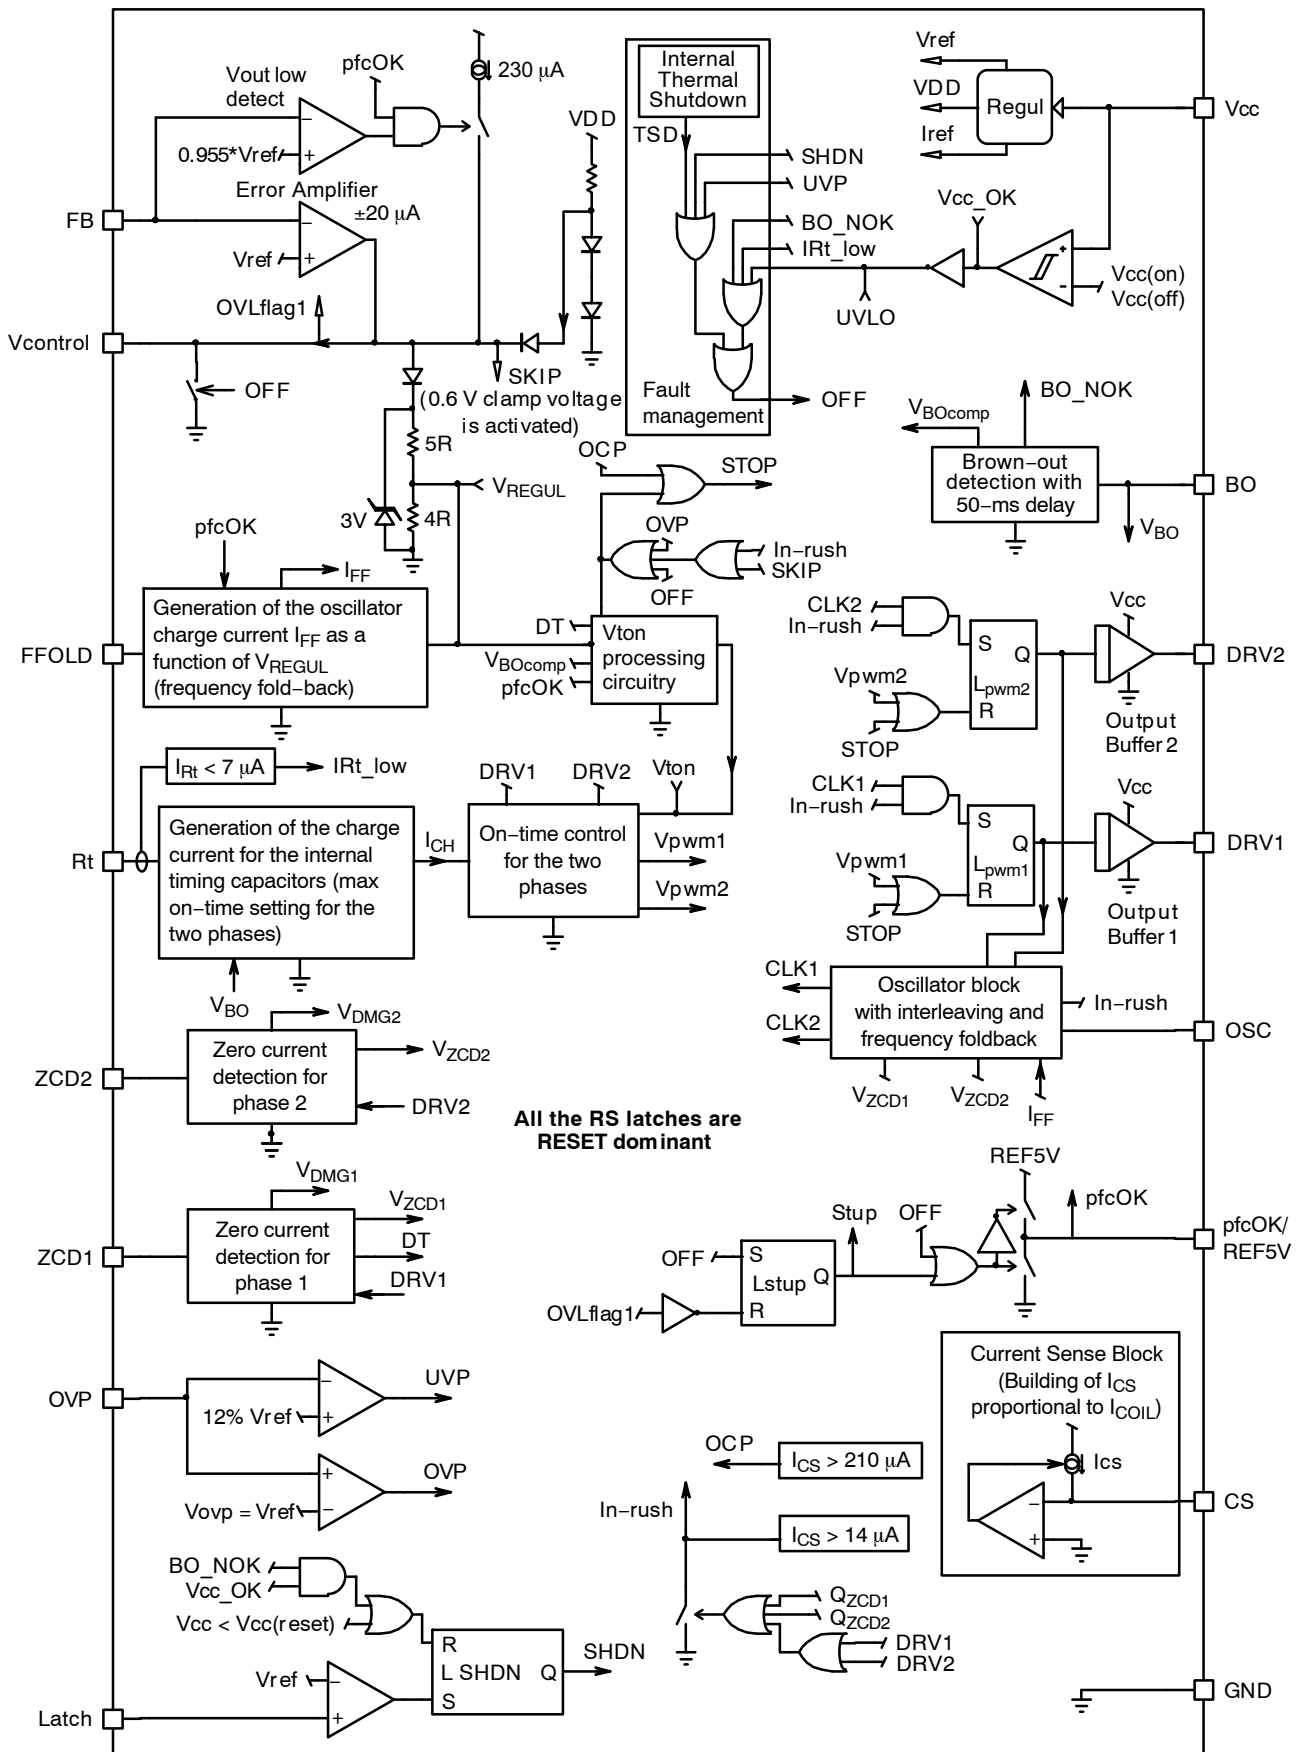 Vout low
detect
pfcOK
230 μA
0.955*Vref
−
+
Error Amplifier
±20 μA
FB
−
Vref
+
VDD
OVLflag1
Vcontrol
OFF
SKIP
(0.6 V clamp voltage
is activated)
5R
VREGUL
3V
4R
Internal
Thermal
Shutdown
TSD
SHDN
UVP
BO_NOK
IRt_low
UVLO
Fault
management
OFF
Vref
VDD
Iref
Regul
Vcc
Vcc_OK
+
-
Vcc(on)
Vcc(off)
VBOcomp
BO_NOK
Brown−out
detection with
50−ms delay
BO
VBO
OCP
STOP
OVP
In−rush
SKIP
OFF
pfcOK
IFF
Generation of the oscillator
charge current IFF as a
function of VREGUL
(frequency fold−back)
FFOLD
DT
VBOcomp
pfcOK
Vton
processing
circuitry
CLK2
In−rush
Vpwm2
STOP
S
Q
Lpwm2
R
Vcc
DRV2
Output
Buffer 2
IRt < 7 μA
IRt_low
Rt
Generation of the charge
current for the internal
timing capacitors (max
on−time setting for the
two phases)
VBO
ICH
DRV1
DRV2
Vton
On−time control
for the two
phases
Vpwm1
Vpwm2
CLK1
In−rush
Vpwm1
STOP
S
Q
Lpwm1
R
Vcc
DRV1
Output
Buffer 1
CLK1
CLK2
Oscillator block
with interleaving and
frequency foldback
In−rush
OSC
VZCD1
VZCD2
IFF
VDMG2
ZCD2
Zero current
detection for
phase 2
VZCD2
DRV2
All the RS latches are
RESET dominant
VDMG1
ZCD1
Zero current
detection for
phase 1
VZCD1
DT
DRV1
OFF
OVLflag1
S
Lstup
Q
R
Stup
OFF
REF5V
pfcOK
pfcOK/
REF5V
OVP
−
12% Vref
+
UVP
+
Vovp = Vref
−
OVP
Current Sense Block
(Building of ICS
proportional to ICOIL)
Ics
−
+
CS
OCP
ICS > 210 μA
In−rush
ICS > 14 μA
QZCD1
QZCD2
DRV1
DRV2
BO_NOK
Vcc_OK
Vcc < Vcc(reset)
R
L SHDN
Q
S
SHDN
Vref
−
+
Latch
GND